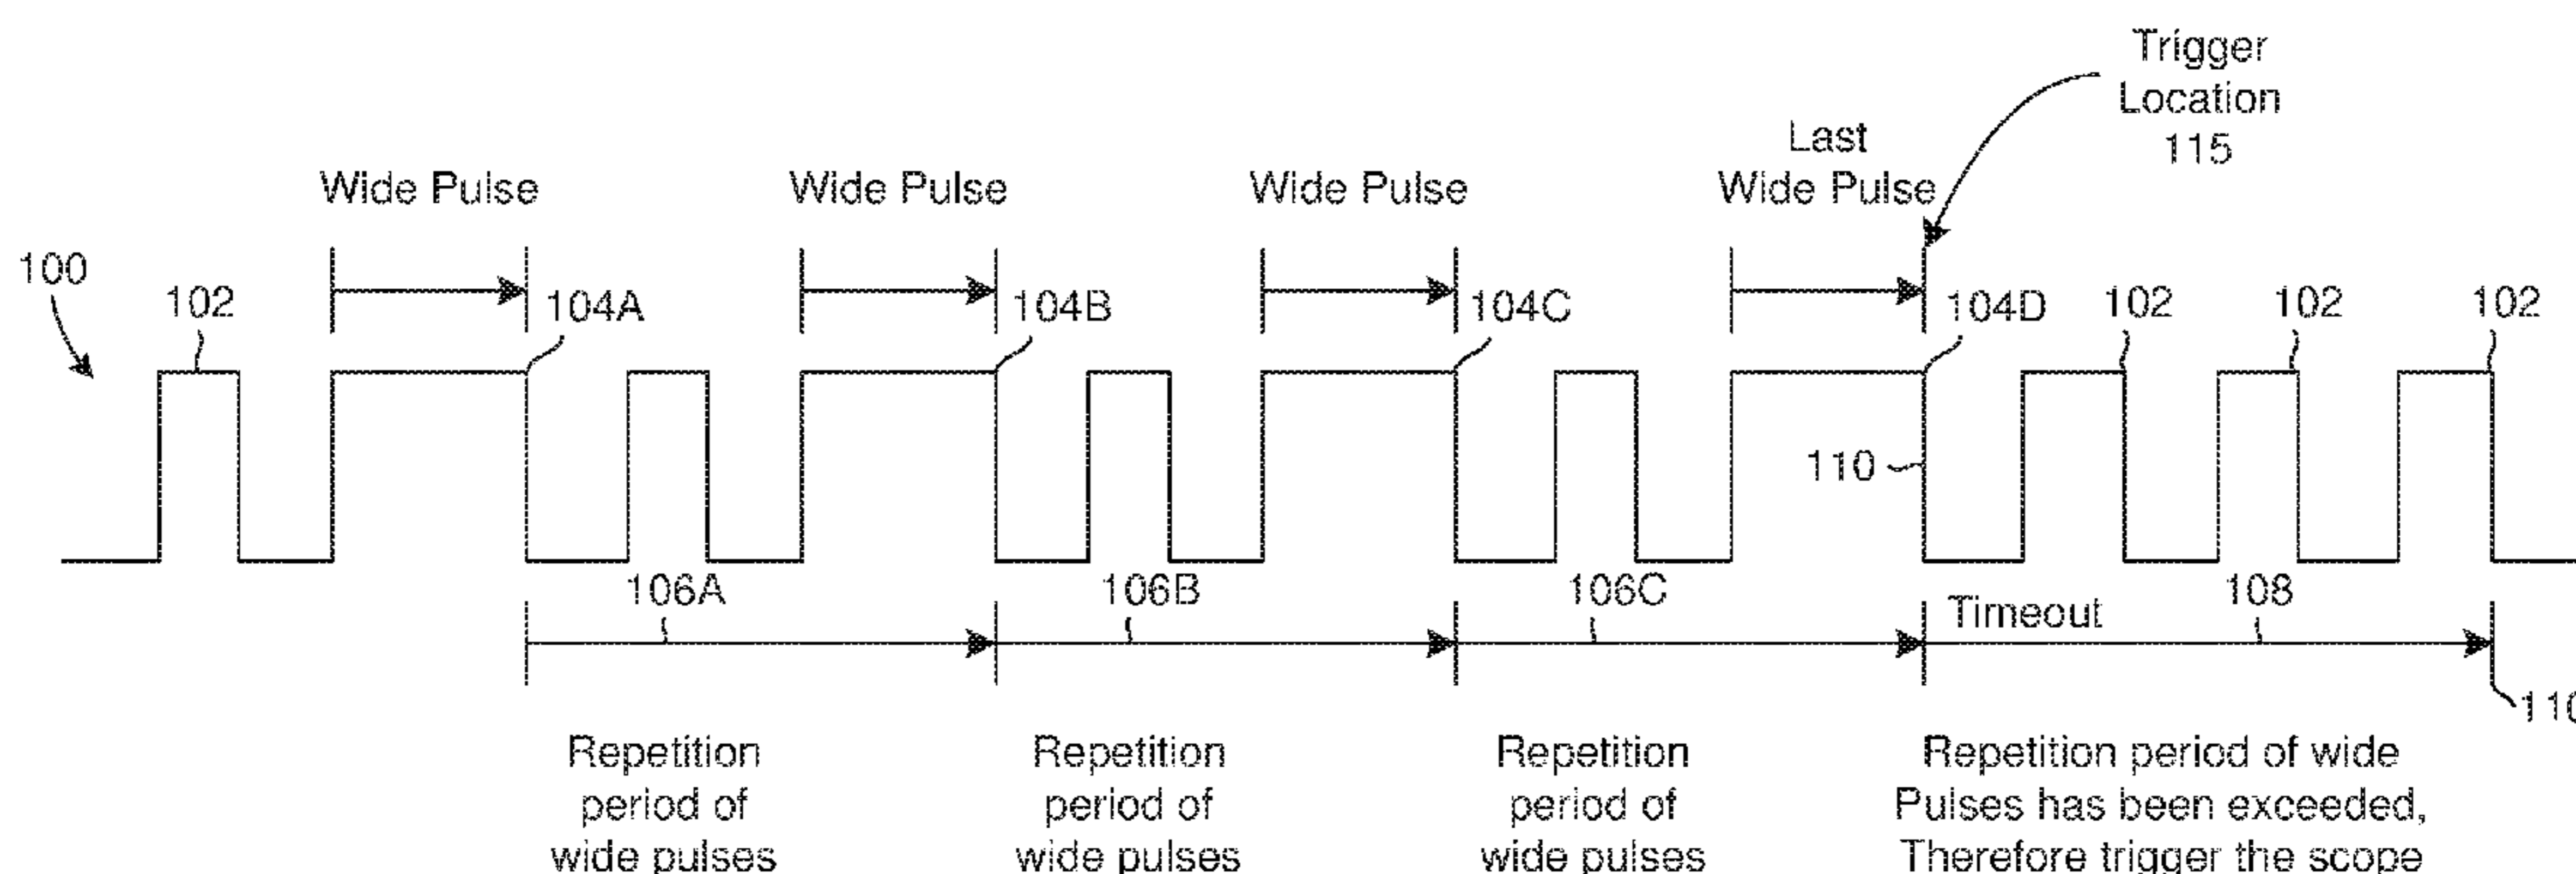 Trigger
Location
115
Last
Wide Pulse Wide Pulse Wide Pulse Wide Pulse
100 102 104A 104B 104C 104D 102 102 102
110
106A 106B 106C Timeout 108
110
Repetition
period of
wide pulses
Repetition
period of
wide pulses
Repetition
period of
wide pulses
Repetition period of wide
Pulses has been exceeded,
Therefore trigger the scope